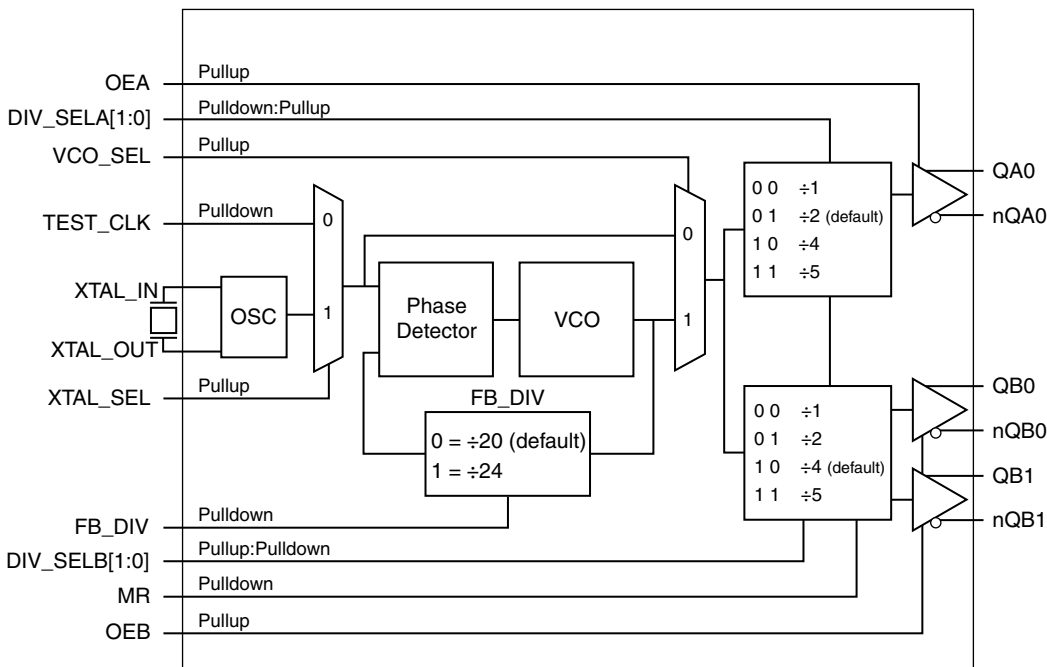 OEA Pullup
DIV_SELA[1:0] Pulldown:Pullup
VCO_SEL Pullup
TEST_CLK Pulldown
0
1
XTAL_IN
OSC
XTAL_OUT
XTAL_SEL Pullup
Phase
Detector
VCO
FB_DIV
0 = ÷20 (default)
1 = ÷24
0
1
0 0 ÷1
0 1 ÷2 (default)
1 0 ÷4
1 1 ÷5
QA0
nQA0
0 0 ÷1
0 1 ÷2
1 0 ÷4 (default)
1 1 ÷5
QB0
nQB0
QB1
nQB1
FB_DIV Pulldown
DIV_SELB[1:0] Pullup:Pulldown
MR Pulldown
OEB Pullup